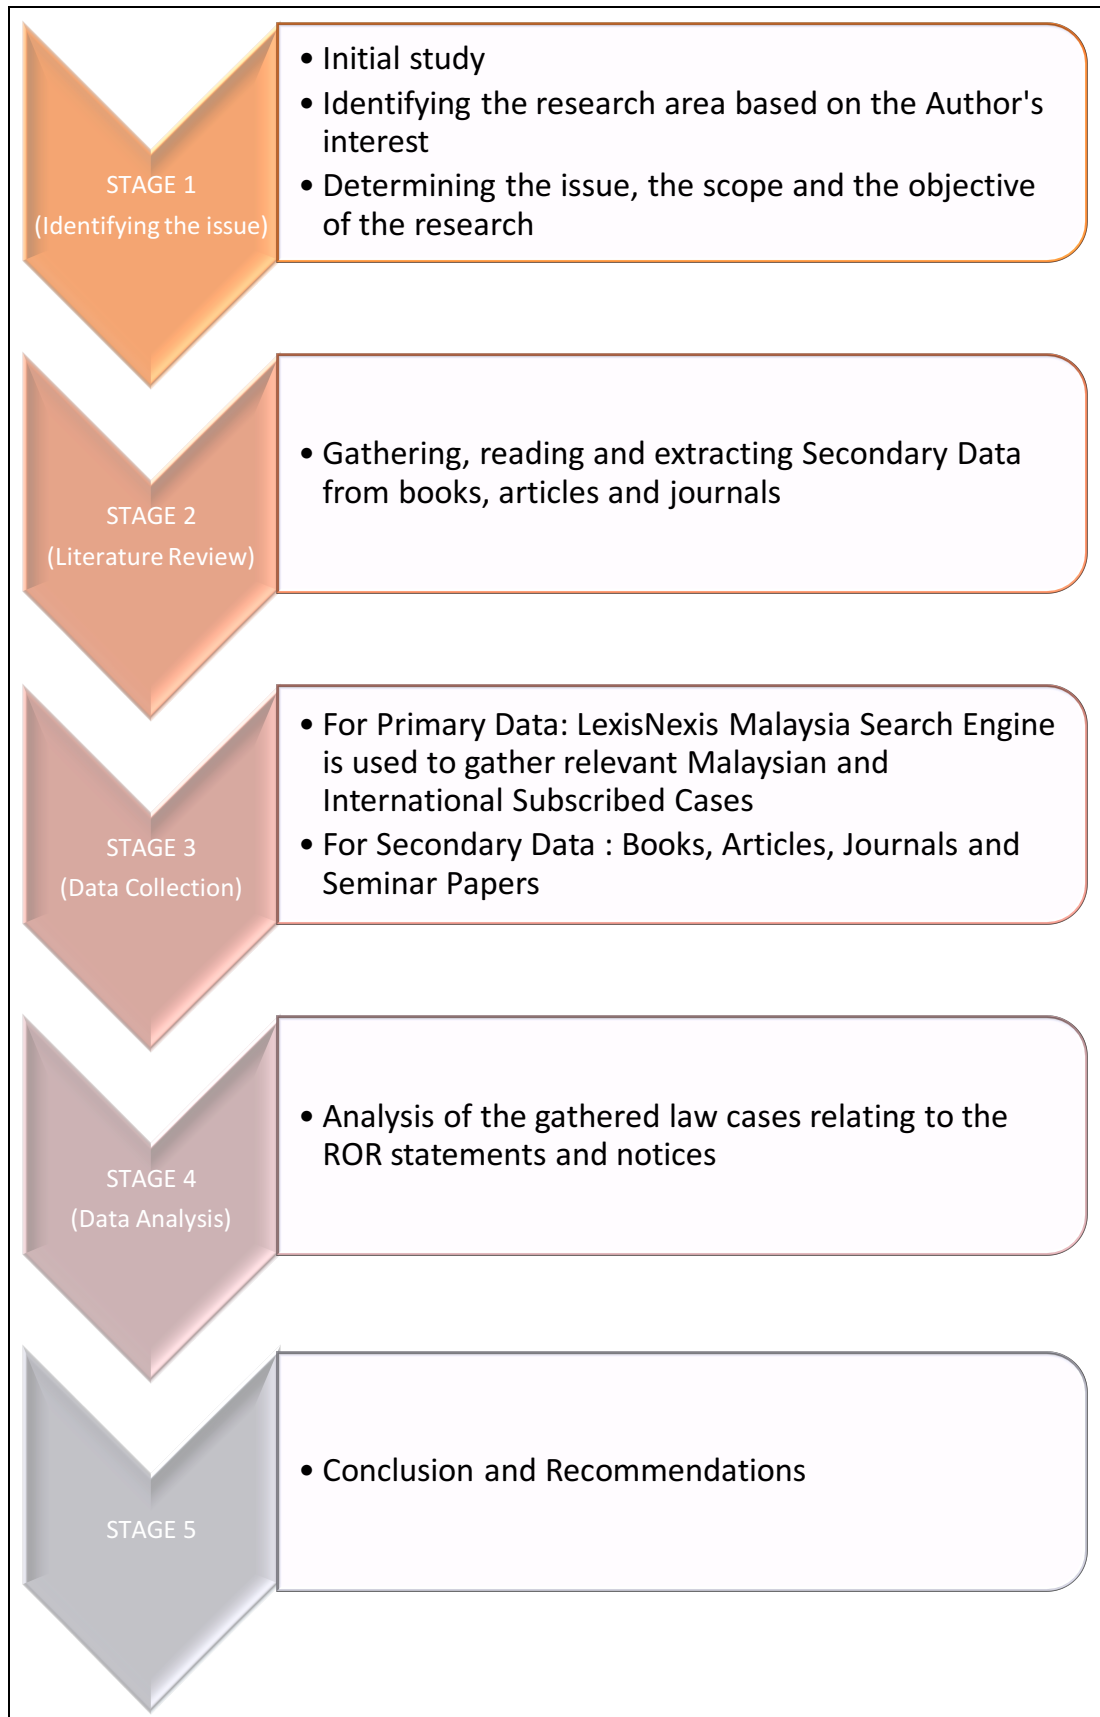 STAGE 1
(Identifying the issue)
• Initial study
• Identifying the research area based on the Author's
interest
• Determining the issue, the scope and the objective
of the research
STAGE 2
(Literature Review)
• Gathering, reading and extracting Secondary Data
from books, articles and journals
STAGE 3
(Data Collection)
• For Primary Data: LexisNexis Malaysia Search Engine
is used to gather relevant Malaysian and
International Subscribed Cases
• For Secondary Data : Books, Articles, Journals and
Seminar Papers
STAGE 4
(Data Analysis)
• Analysis of the gathered law cases relating to the
ROR statements and notices
STAGE 5
• Conclusion and Recommendations